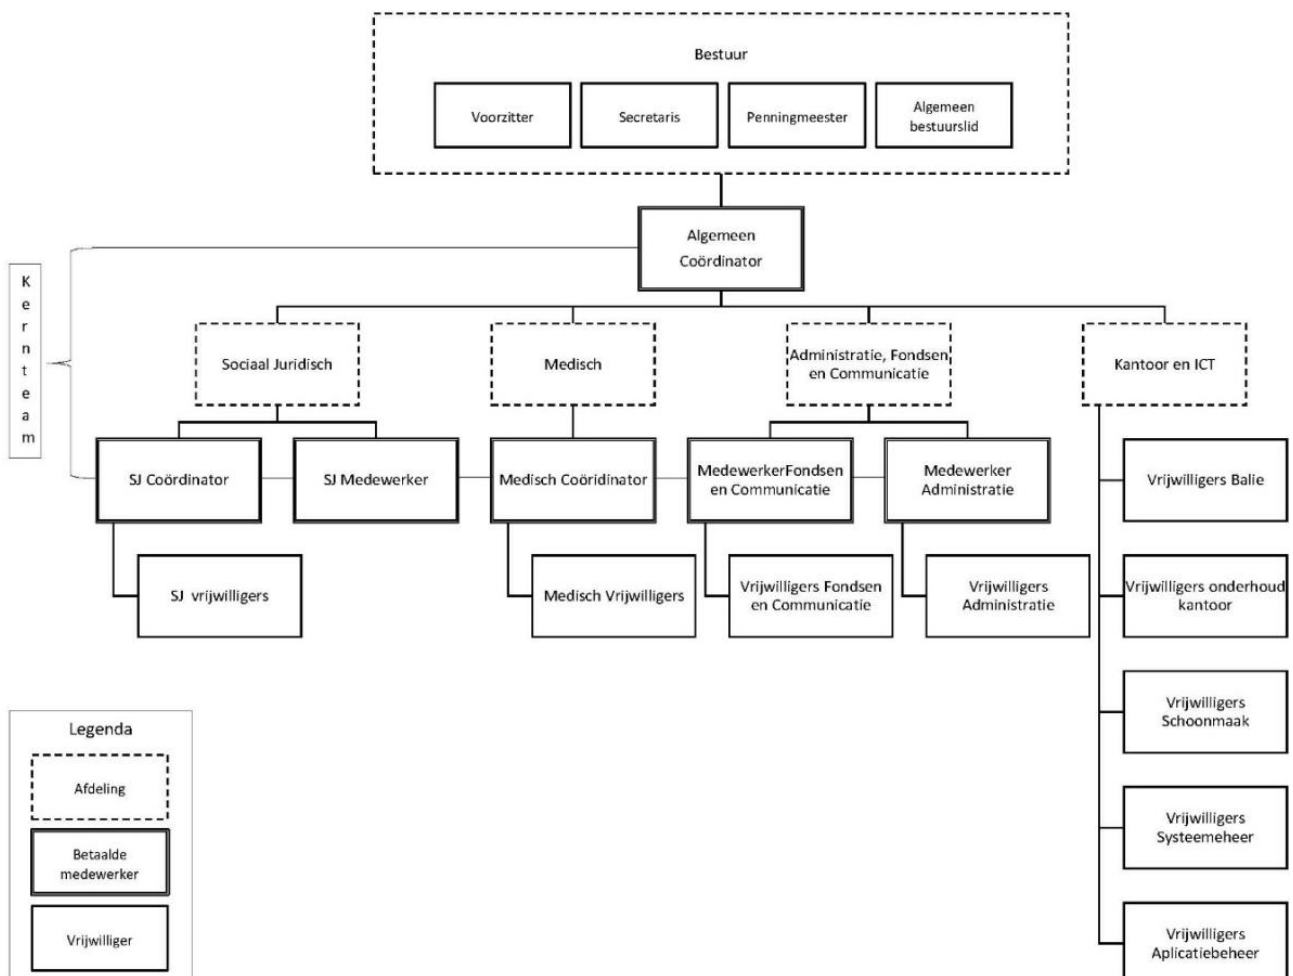 Bestuur
Voorzitter
Secretaris
Penningmeester
Algemeen
bestuurslid
Algemeen
Coördinator
Kernteam
Sociaal Juridisch
Medisch
Administratie, Fondsen
en Communicatie
Kantoor en ICT
SJ Coördinator
SJ Medewerker
Medisch Cooridinator
MedewerkerFondsen
en Communicatie
Medewerker
Administratie
Vrijwilligers Balie
SJ vrijwilligers
Medisch Vrijwilligers
Vrijwilligers Fondsen
en Communicatie
Vrijwilligers
Administratie
Vrijwilligers onderhoud
kantoor
Vrijwilligers
Schoonmaak
Vrijwilligers
Systeemeheer
Vrijwilligers
Aplicatiebeheer
Legenda
Afdeling
Betaalde
medewerker
Vrijwilliger